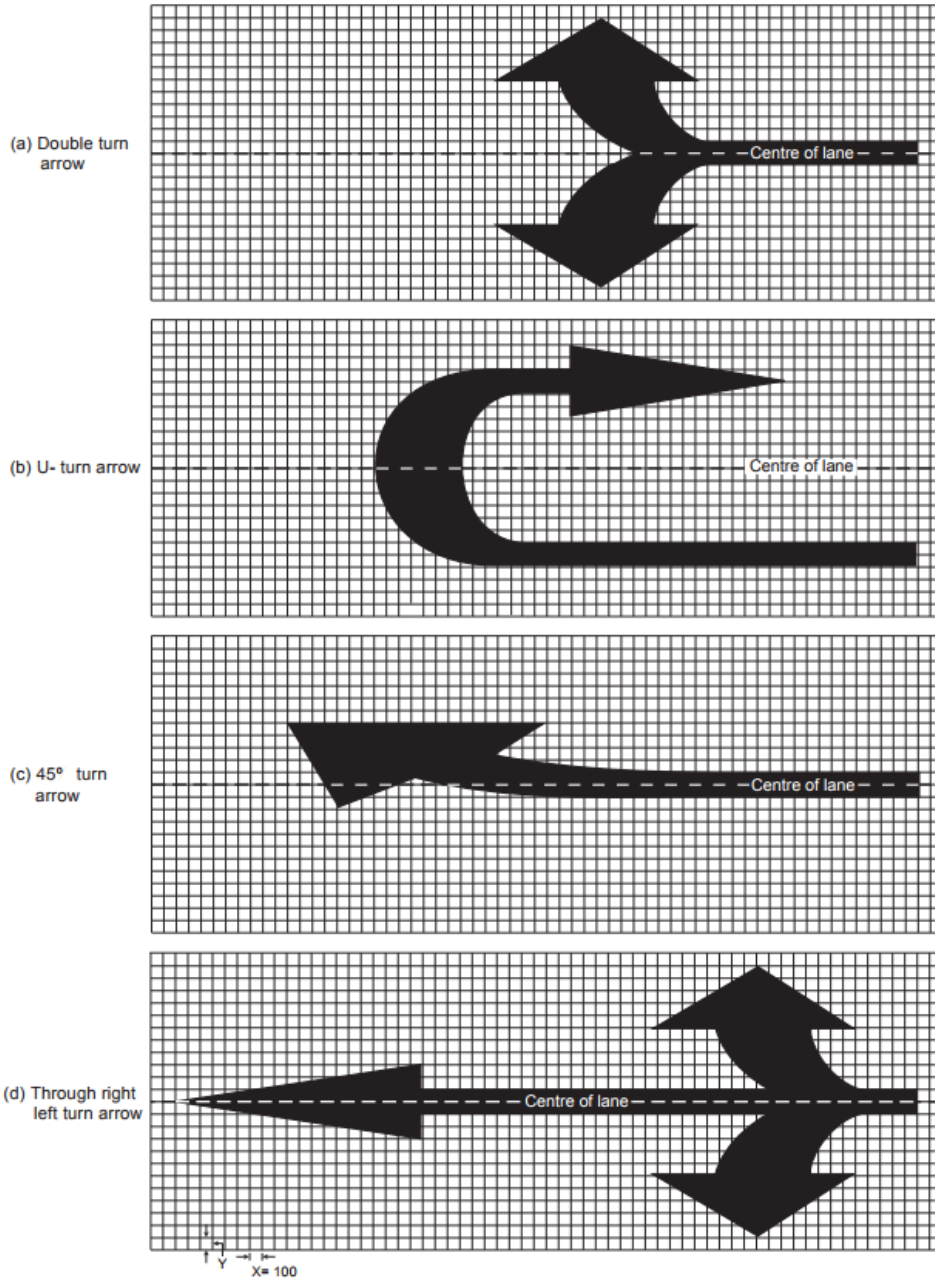 (a) Double turn
arrow
Centre of lane
(b) U- turn arrow
Centre of lane
(c) 45º turn
arrow
Centre of lane
(d) Through right
left turn arrow
Centre of lane
Y
X= 100